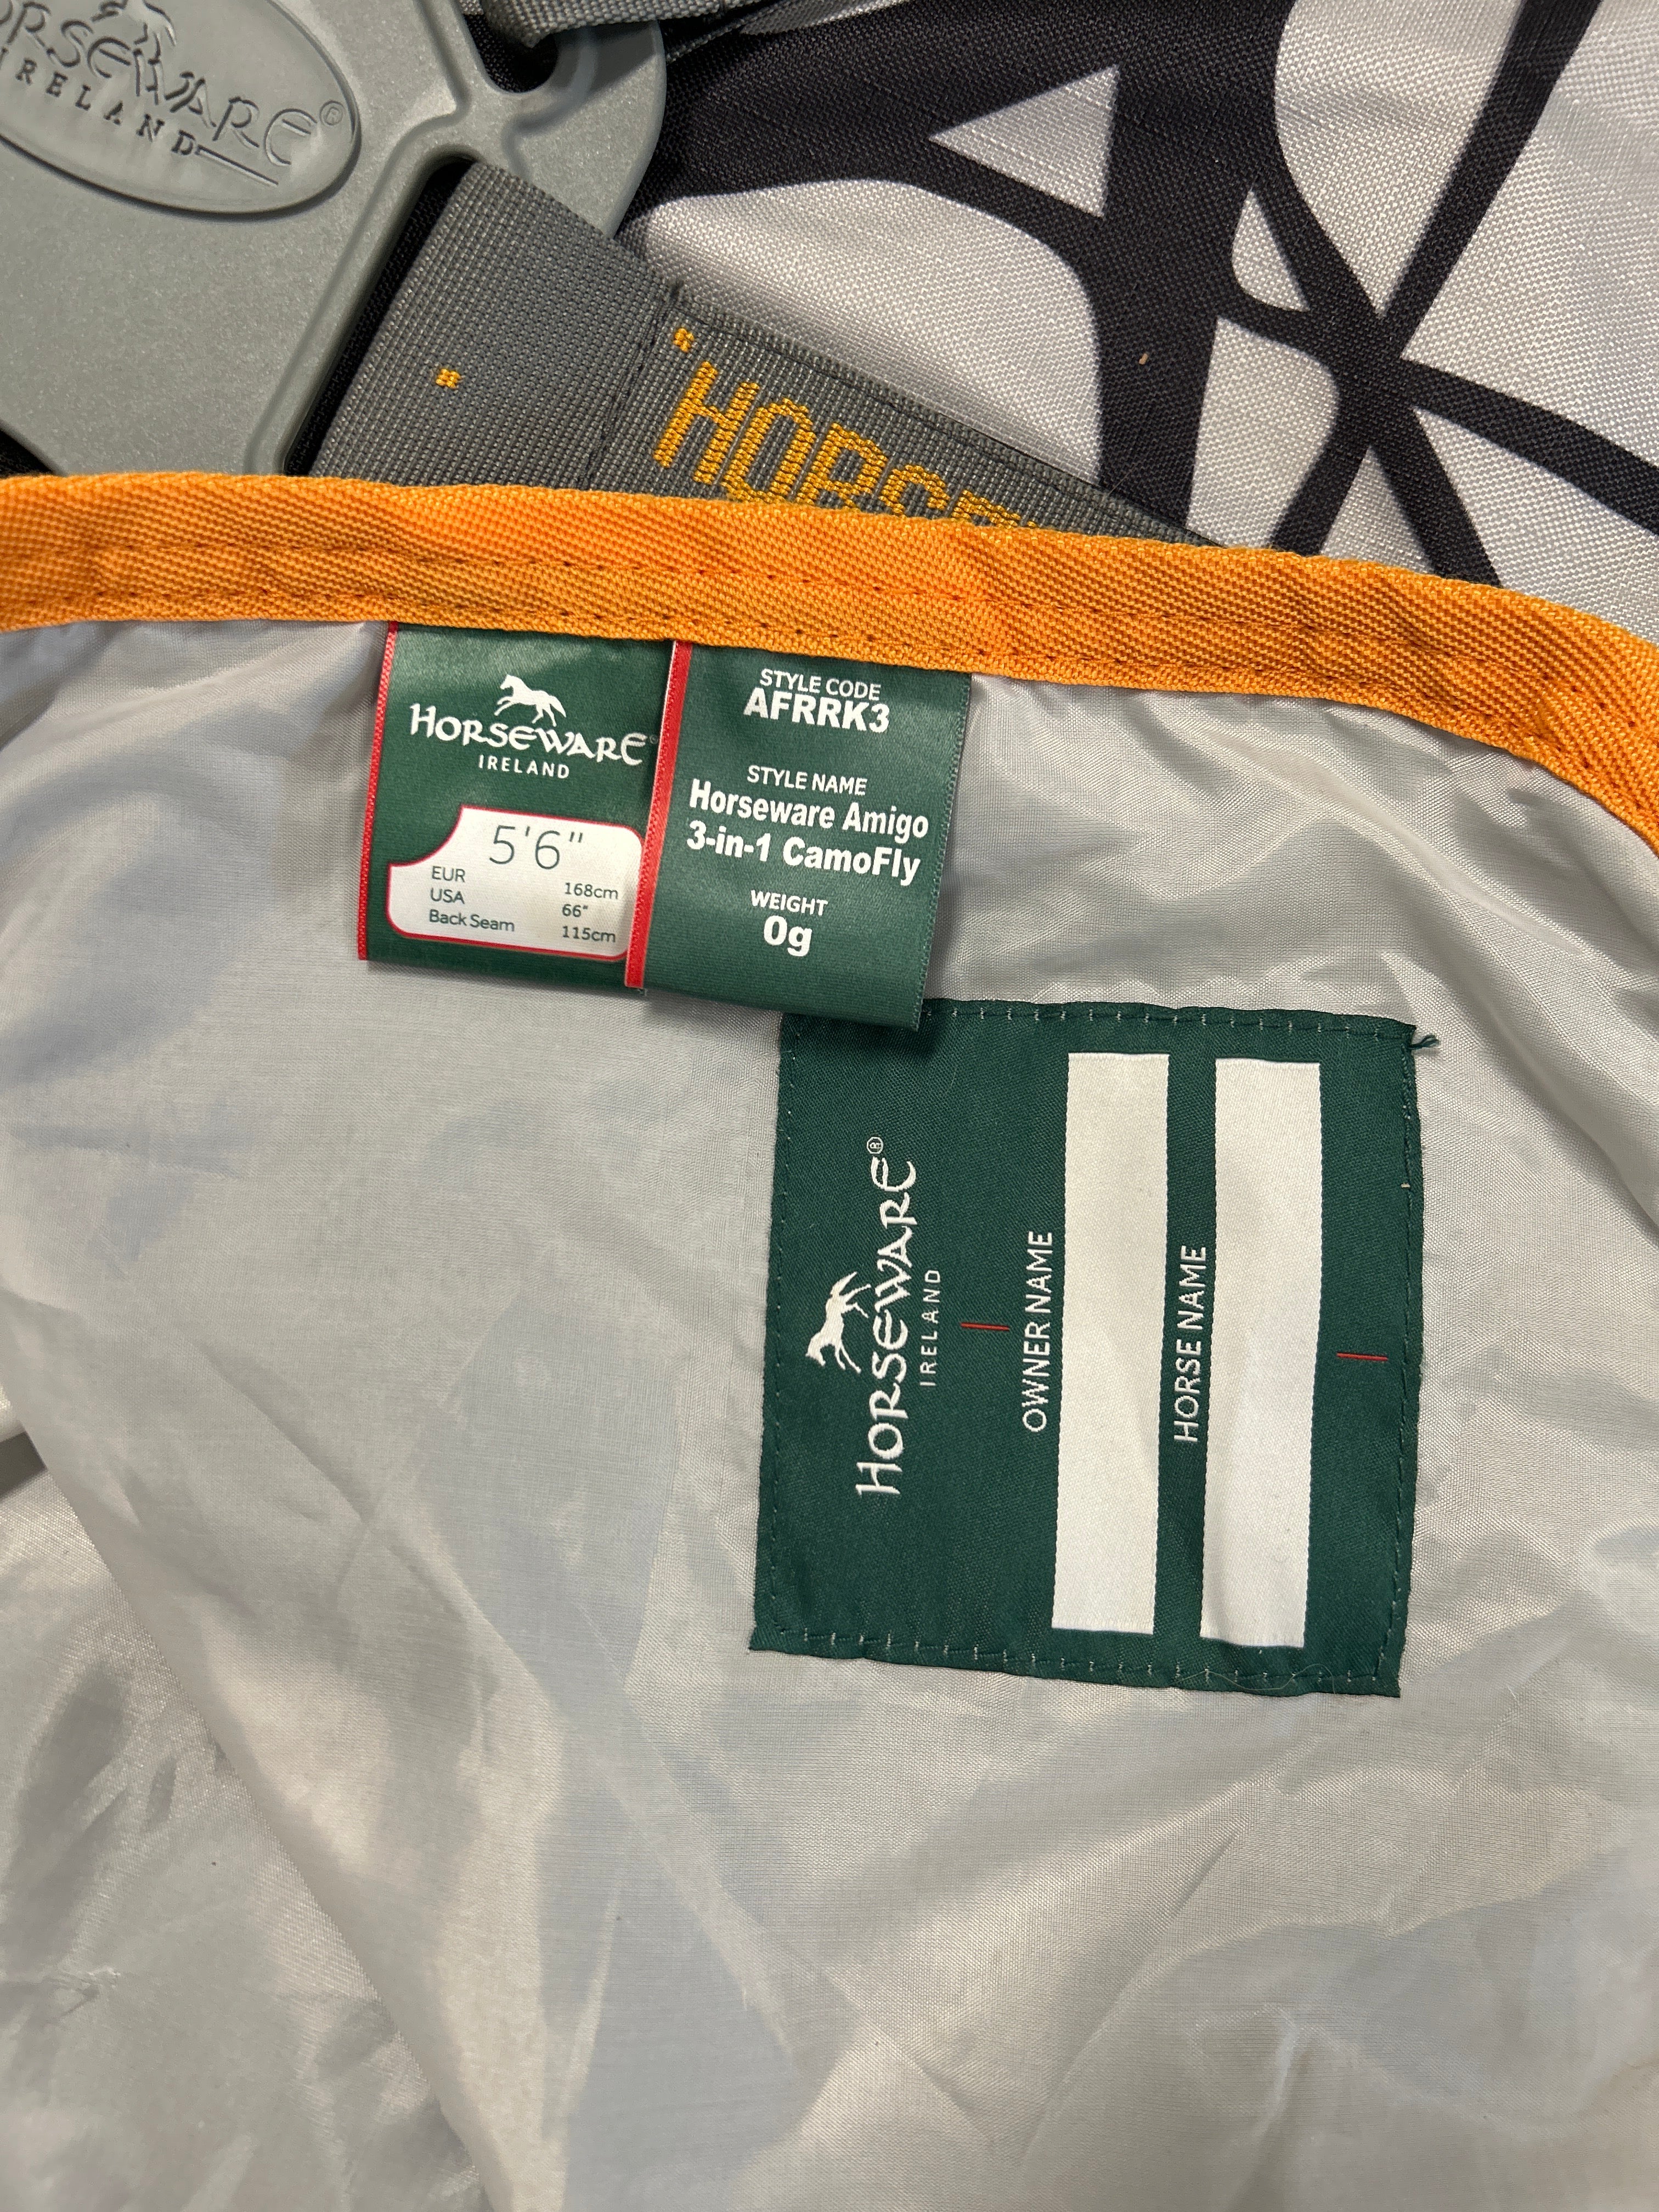 HORSEWARE®
IRELAND
HORSEWARE®
IRELAND
5'6"
EUR 168cm
USA 66"
Back Seam 115cm
STYLE CODE
AFRRK3
STYLE NAME
Horseware Amigo
3-in-1 CamoFly
WEIGHT
0g
HORSEWARE®
IRELAND
OWNER NAME
HORSE NAME